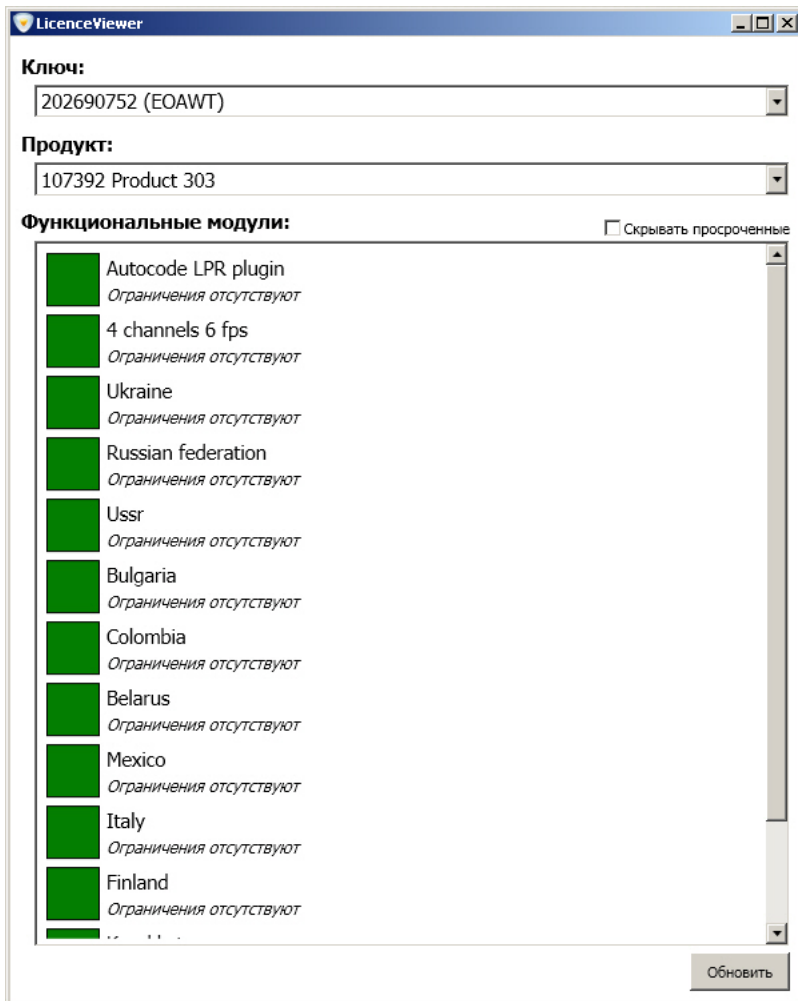 LicenceViewer
Ключ:
202690752 (EOAWT)
Продукт:
107392 Product 303
Функциональные модули:
Скрывать просроченные
Autocode LPR plugin
Ограничения отсутствуют
4 channels 6 fps
Ограничения отсутствуют
Ukraine
Ограничения отсутствуют
Russian federation
Ограничения отсутствуют
Ussr
Ограничения отсутствуют
Bulgaria
Ограничения отсутствуют
Colombia
Ограничения отсутствуют
Belarus
Ограничения отсутствуют
Mexico
Ограничения отсутствуют
Italy
Ограничения отсутствуют
Finland
Ограничения отсутствуют
Обновить